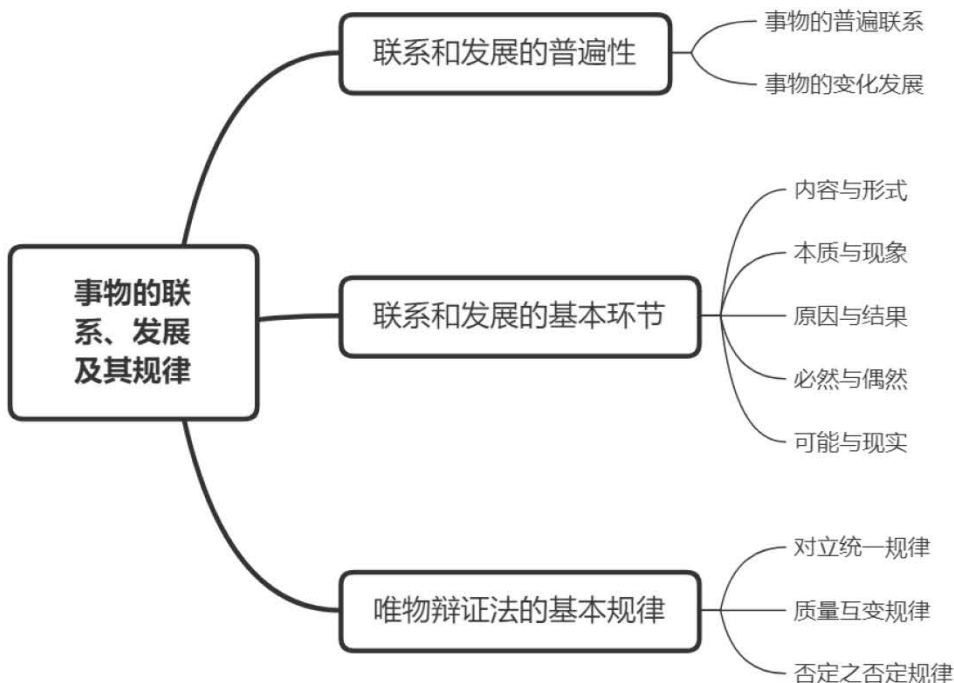 事物的联
系、发展
及其规律
联系和发展的普遍性
事物的普遍联系
事物的变化发展
联系和发展的基本环节
内容与形式
本质与现象
原因与结果
必然与偶然
可能与现实
唯物辩证法的基本规律
对立统一规律
质量互变规律
否定之否定规律